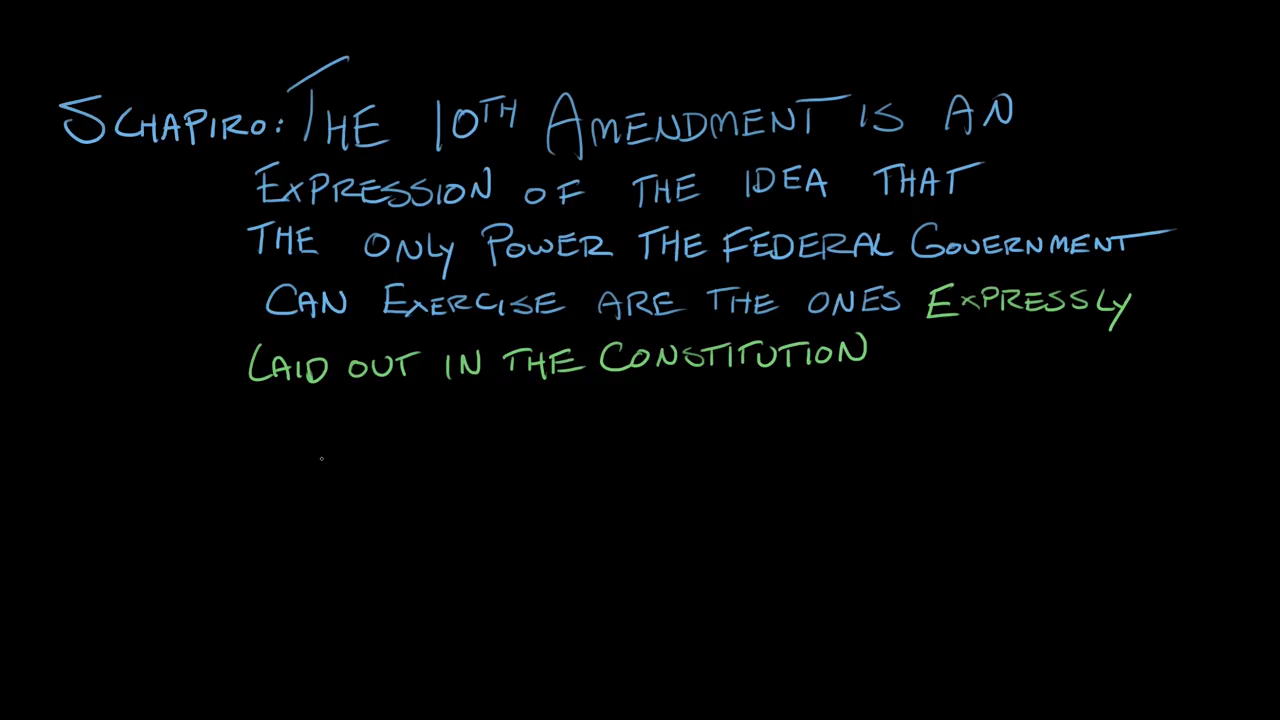 SCHAPIRO: THE 10TH AMENDMENT IS AN
EXPRESSION OF THE IDEA THAT
THE ONLY POWER THE FEDERAL GOVERNMENT
CAN EXERCISE ARE THE ONES EXPRESSLY
LAID OUT IN THE CONSTITUTION